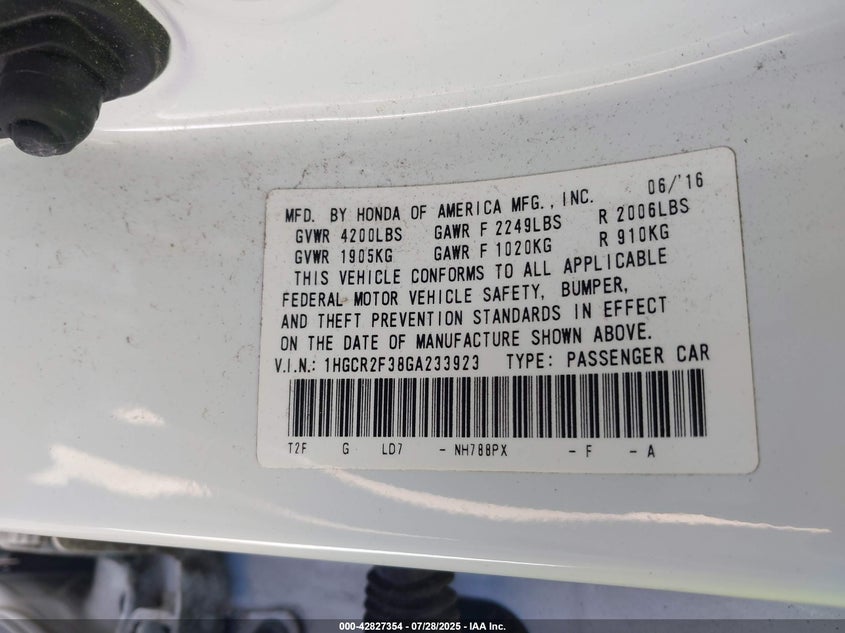 06/'16
MFD. BY HONDA OF AMERICA MFG., INC.
GVWR 4200LBS GAWR F 2249LBS R 2006LBS
GVWR 1905KG GAWR F 1020KG R 910KG
THIS VEHICLE CONFORMS TO ALL APPLICABLE
FEDERAL MOTOR VEHICLE SAFETY, BUMPER,
AND THEFT PREVENTION STANDARDS IN EFFECT
ON THE DATE OF MANUFACTURE SHOWN ABOVE.
V.I.N.: 1HGCR2F38GA233923 TYPE: PASSENGER CAR
T2F G LD7 - NH788PX - F - A
000-42827354 | 07/28/2025 - IAA Inc.